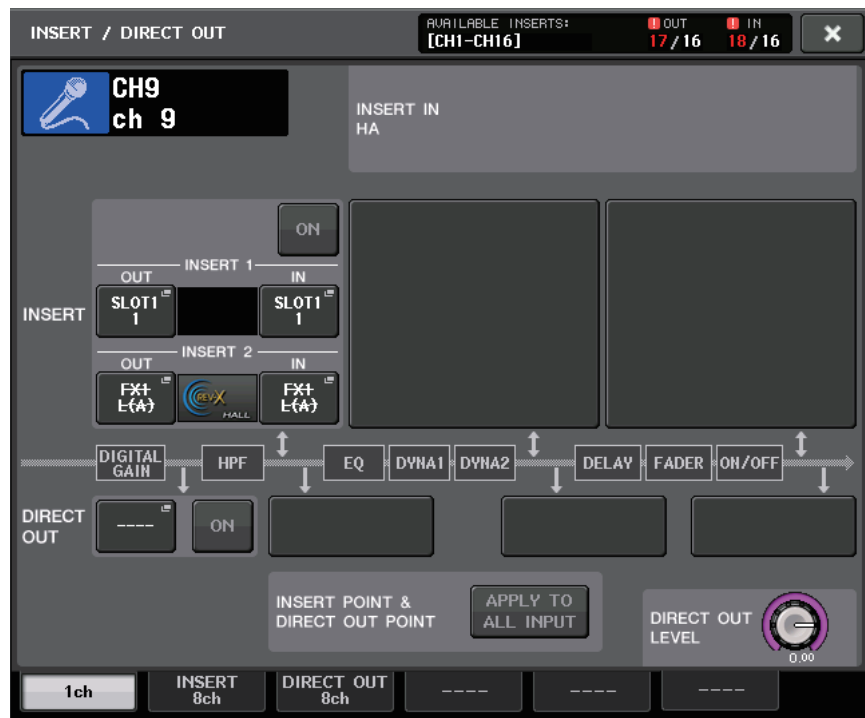 INSERT / DIRECT OUT
AVAILABLE INSERTS:
[CH1-CH16]
! OUT
17/16
! IN
18/16
×
CH9
ch 9
INSERT IN
HA
ON
INSERT 1
OUT
IN
INSERT
SLOT1
1
SLOT1
1
INSERT 2
OUT
IN
FX1
L(A)
REV-X
HALL
FX1
L(A)
DIGITAL
GAIN
HPF
EQ
DYNA1
DYNA2
DELAY
FADER
ON/OFF
DIRECT
OUT
----
ON
INSERT POINT &
DIRECT OUT POINT
APPLY TO
ALL INPUT
DIRECT OUT
LEVEL
0.00
1ch
INSERT
8ch
DIRECT OUT
8ch
----
----
----